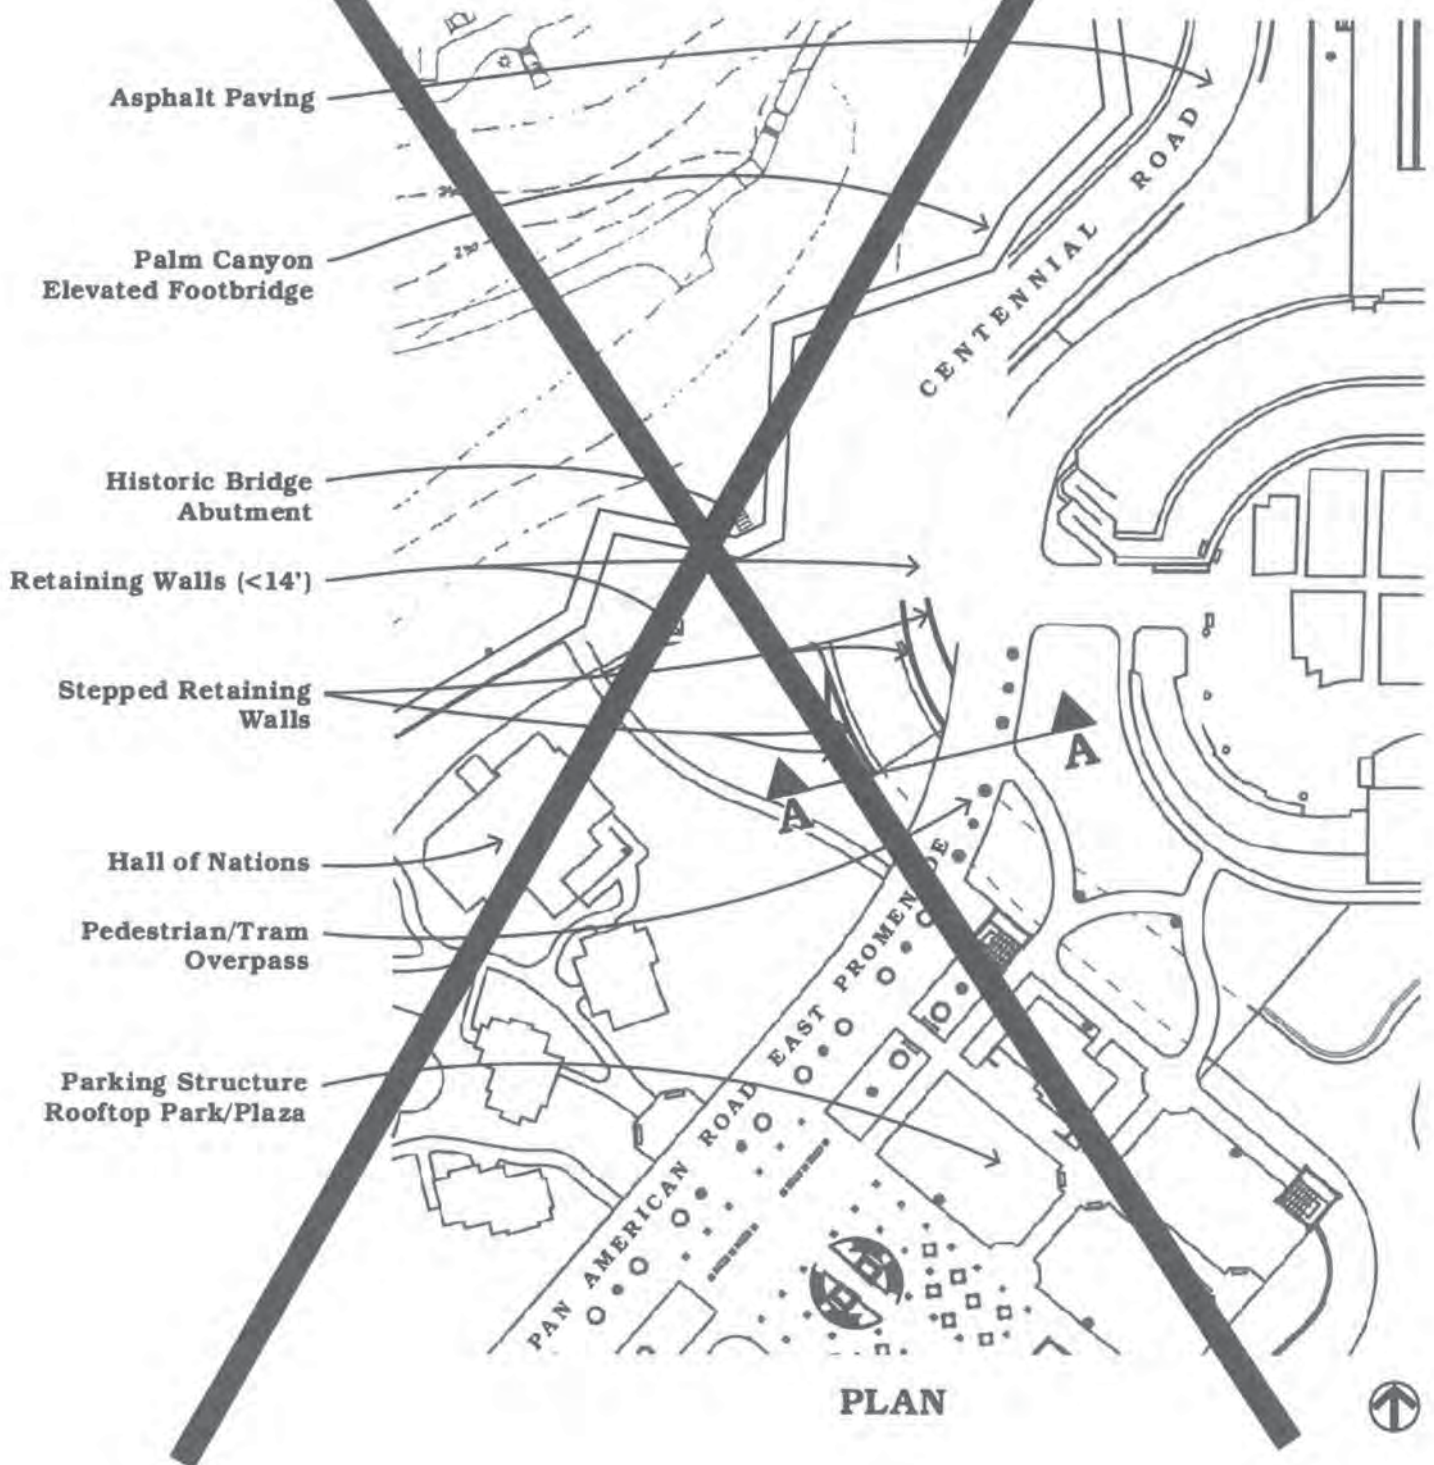 Asphalt Paving
Palm Canyon
Elevated Footbridge
Historic Bridge
Abutment
Retaining Walls (<14')
Stepped Retaining
Walls
Hall of Nations
Pedestrian/Tram
Overpass
Parking Structure
Rooftop Park/Plaza
CENTENNIAL ROAD
A
A
PAN AMERICAN ROAD EAST PROMENADE
PLAN